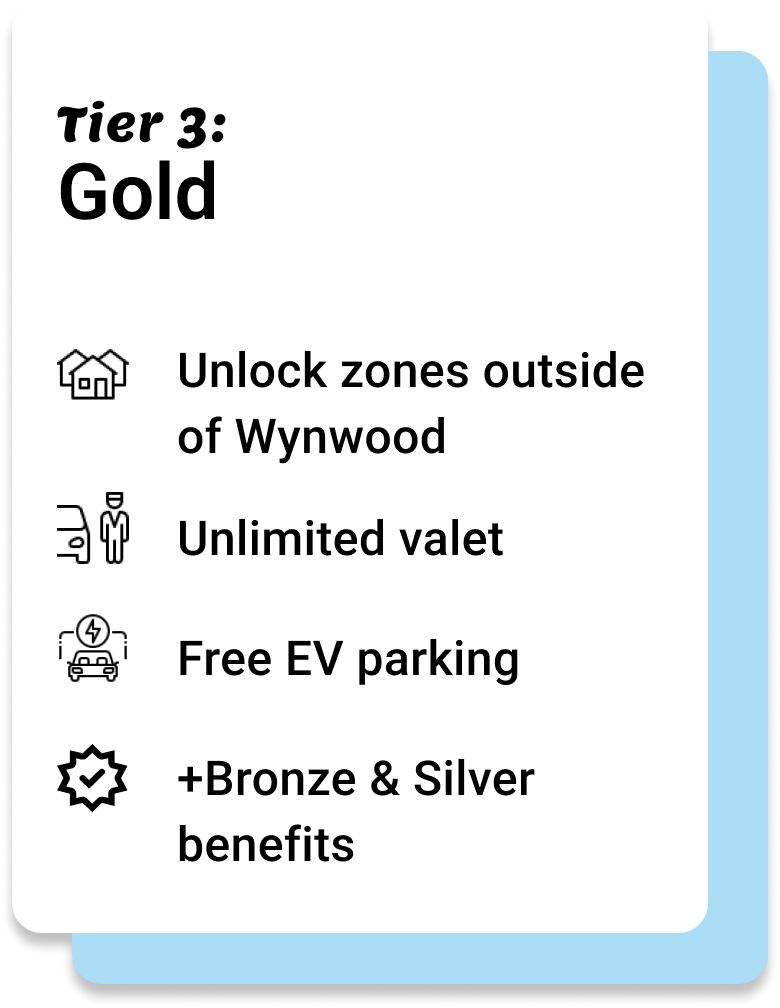 Tier 3:
Gold
Unlock zones outside
of Wynwood
Unlimited valet
Free EV parking
+Bronze & Silver
benefits